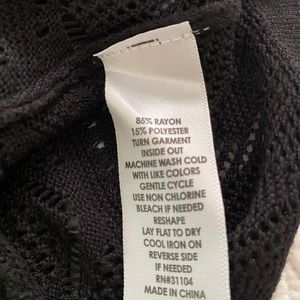 85% RAYON
15% POLYESTER
TURN GARMENT
INSIDE OUT
MACHINE WASH COLD
WITH LIKE COLORS
GENTLE CYCLE
USE NON CHLORINE
BLEACH IF NEEDED
RESHAPE
LAY FLAT TO DRY
COOL IRON ON
REVERSE SIDE
IF NEEDED
RN#31104
MADE IN CHINA